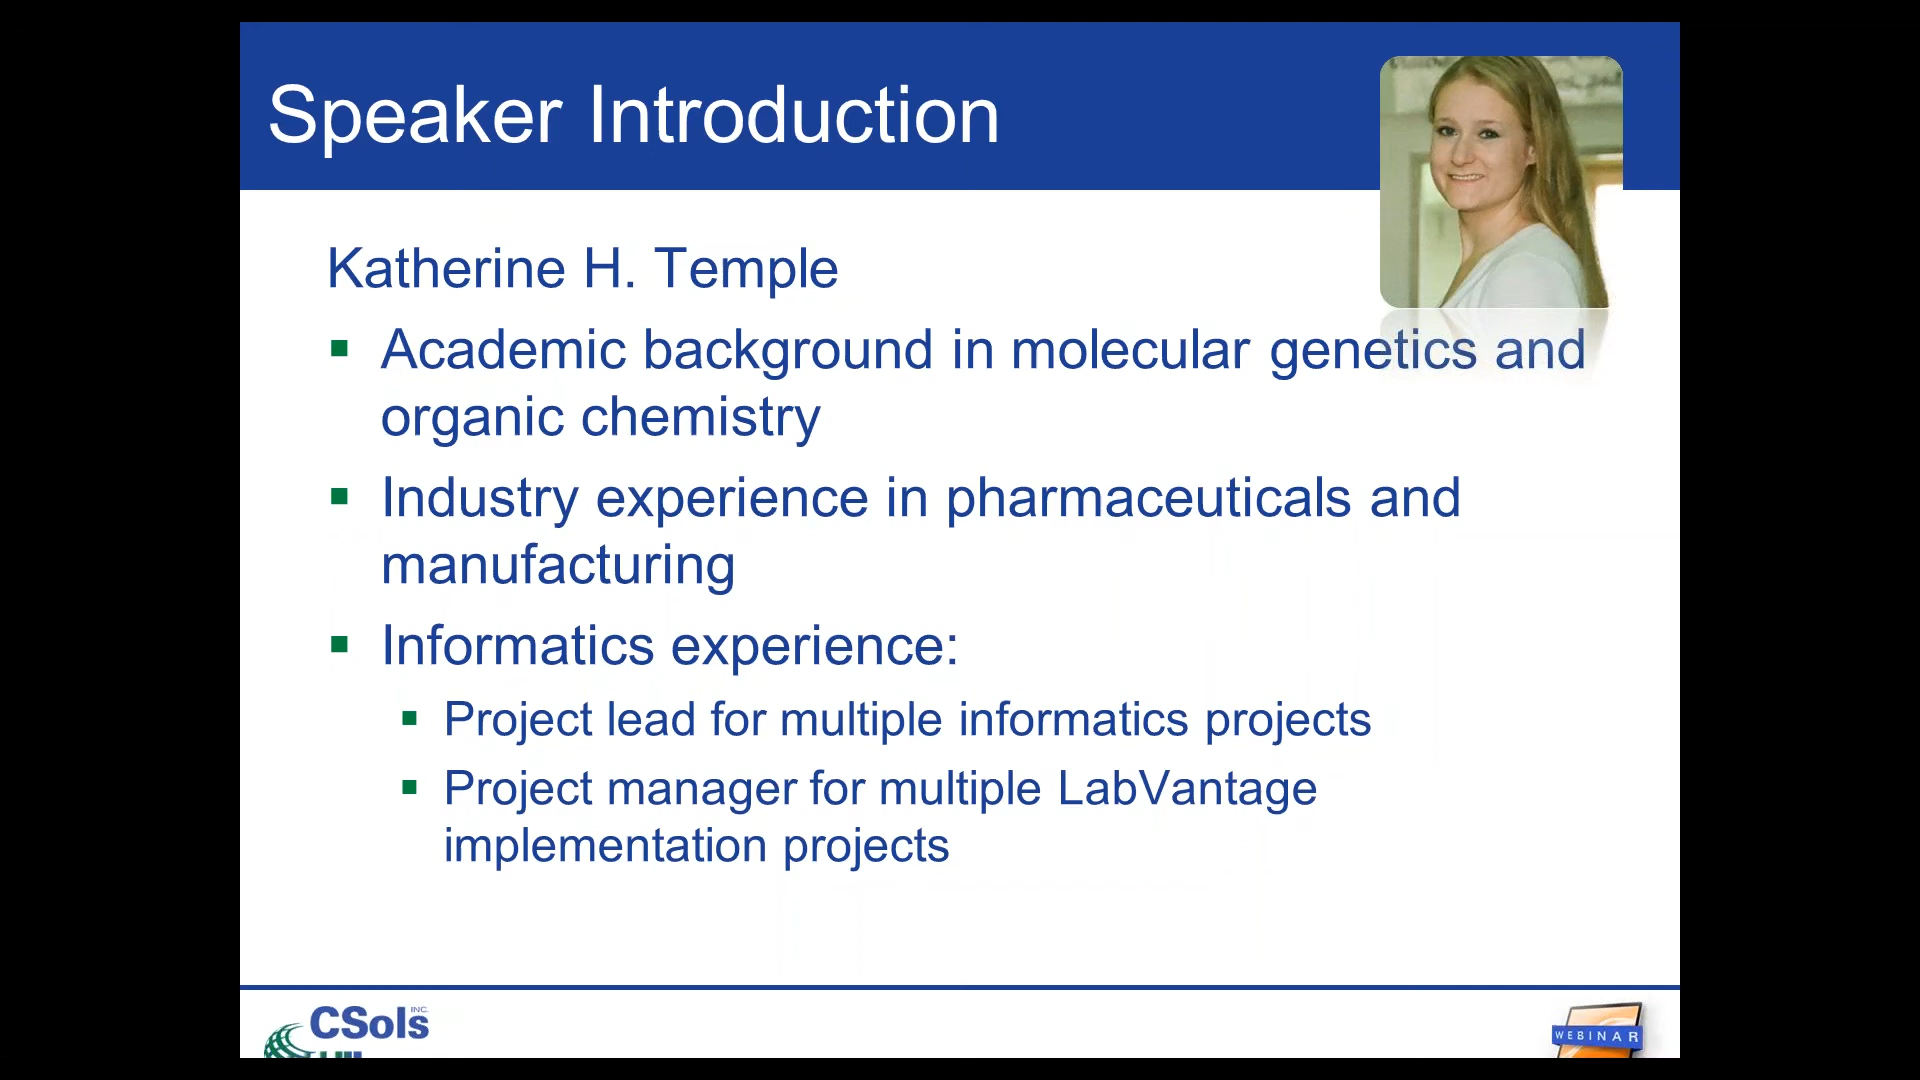 Speaker Introduction
Katherine H. Temple
Academic background in molecular genetics and
organic chemistry
Industry experience in pharmaceuticals and
manufacturing
Informatics experience:
Project lead for multiple informatics projects
Project manager for multiple LabVantage
implementation projects
CSols INC.
WEBINAR